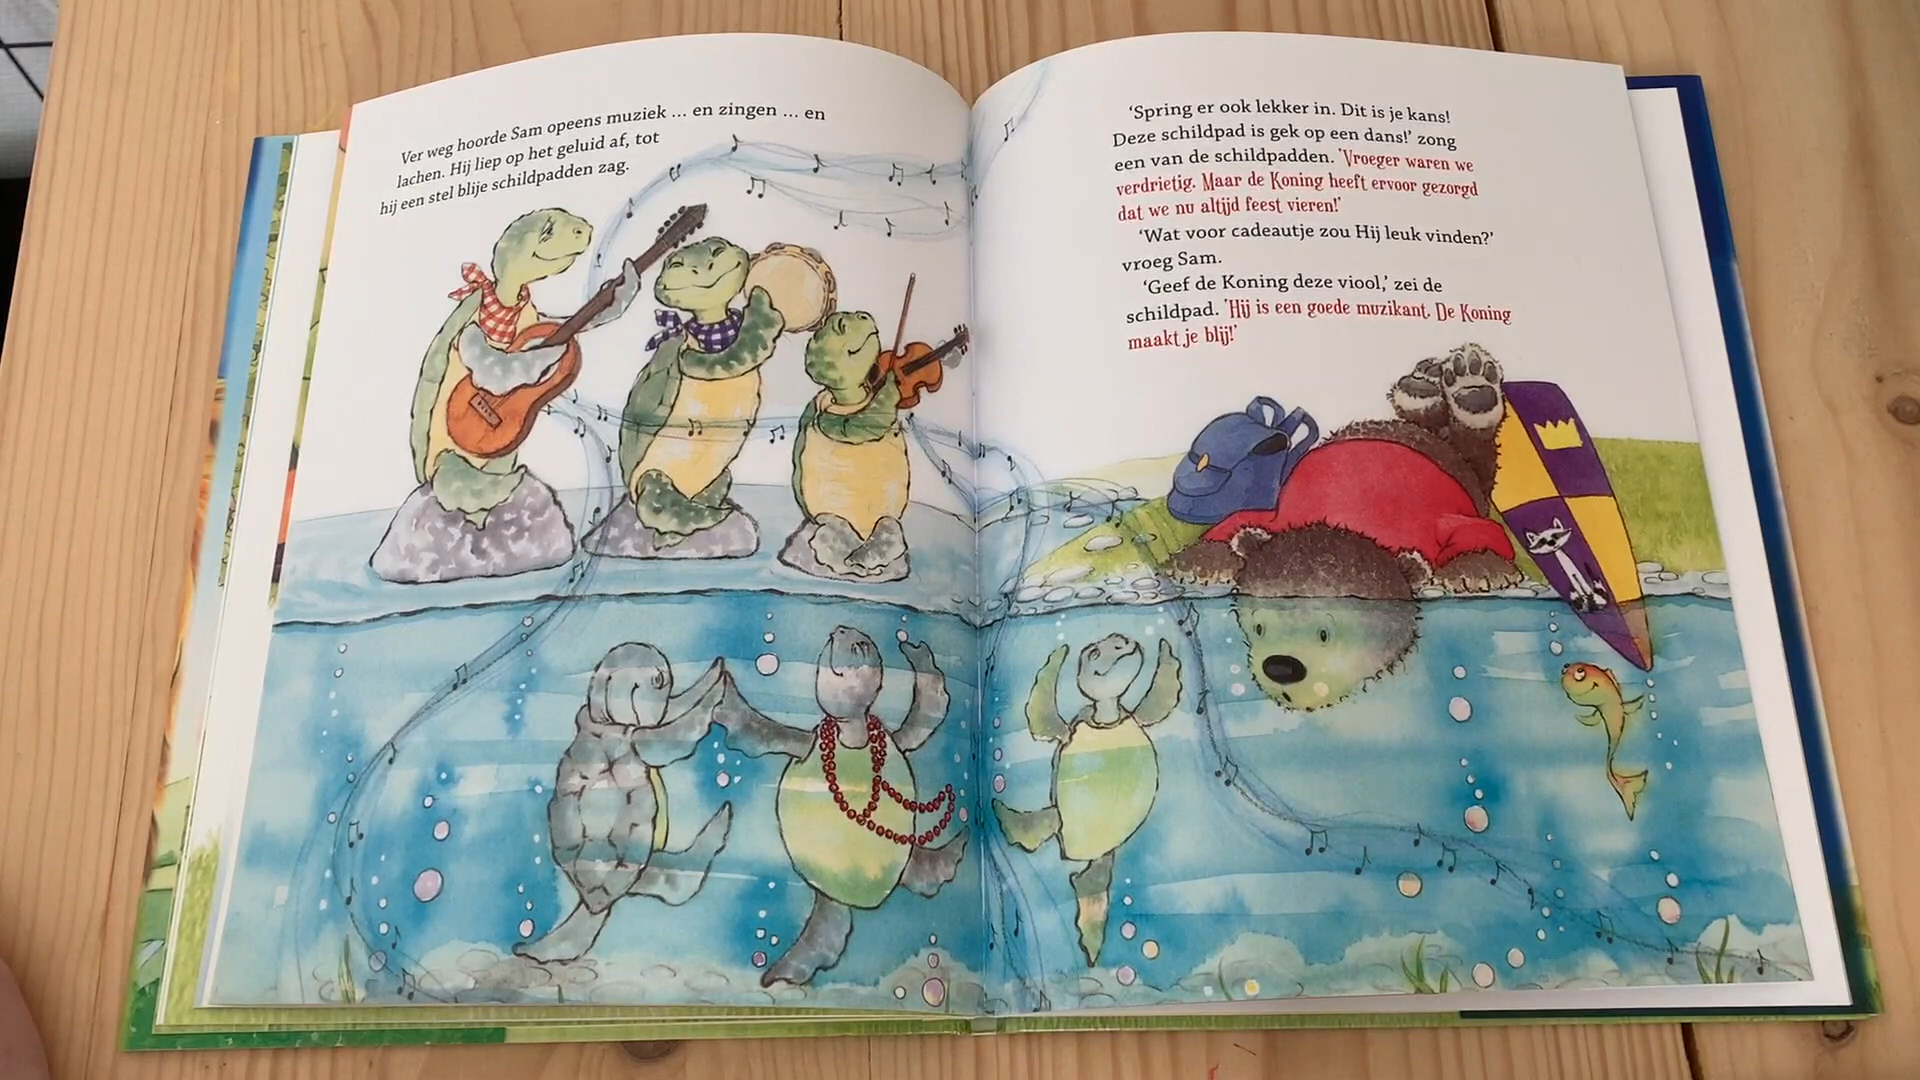 Ver weg hoorde Sam opeens muziek ... en zingen ... en
lachen. Hij liep op het geluid af, tot
hij een stel blije schildpadden zag.
‘Spring er ook lekker in. Dit is je kans!
Deze schildpad is gek op een dans!’ zong
een van de schildpadden. ‘Vroeger waren we
verdrietig. Maar de Koning heeft ervoor gezorgd
dat we nu altijd feest vieren!’
‘Wat voor cadeautje zou Hij leuk vinden?’
vroeg Sam.
‘Geef de Koning deze viool,’ zei de
schildpad. ‘Hij is een goede muzikant. De Koning
maakt je blij!’